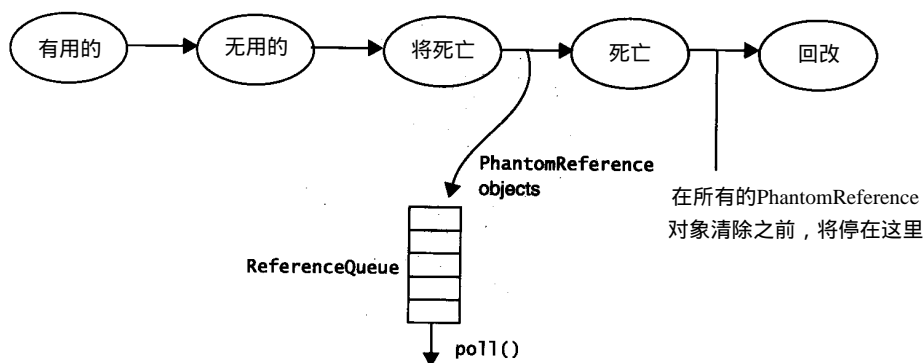 有用的
无用的
将死亡
死亡
回改
PhantomReference
objects
在所有的PhantomReference
对象清除之前，将停在这里
ReferenceQueue
poll()